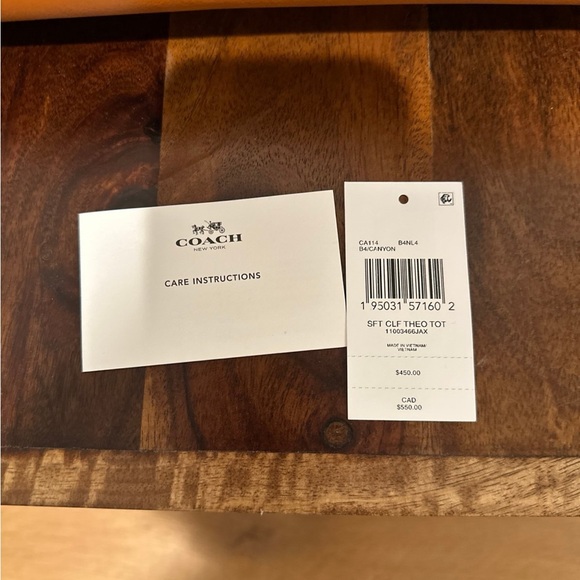 COACH
NEW YORK
CARE INSTRUCTIONS
CA114 B4NL4
B4/CANYON
1 95031 57160 2
SFT CLF THEO TOT
11003466JAX
MADE IN VIETNAM/
VIETNAM
$450.00
CAD
$550.00